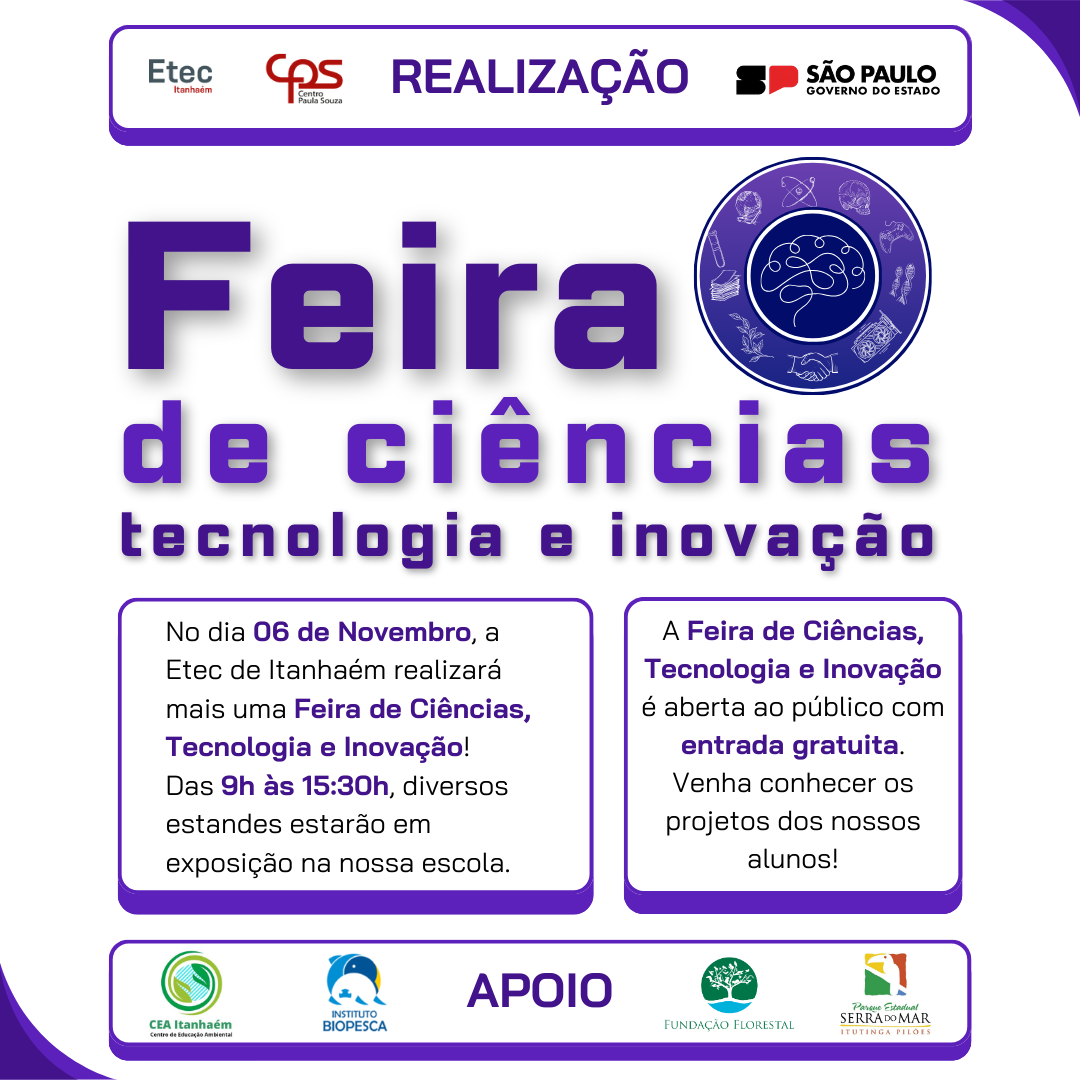 Etec
Itanhaém
CPS
Centro
Paula Souza
REALIZAÇÃO
SP
SÃO PAULO
GOVERNO DO ESTADO
Feira
de ciências
tecnologia e inovação
No dia 06 de Novembro, a
Etec de Itanhaém realizará
mais uma Feira de Ciências,
Tecnologia e Inovação!
Das 9h às 15:30h, diversos
estandes estarão em
exposição na nossa escola.
A Feira de Ciências,
Tecnologia e Inovação
é aberta ao público com
entrada gratuita.
Venha conhecer os
projetos dos nossos
alunos!
CEA Itanhaém
Centro de Educação Ambiental
INSTITUTO
BIOPESCA
APOIO
FUNDAÇÃO FLORESTAL
Parque Estadual
SERRA DO MAR
ITUTINGA PILÕES